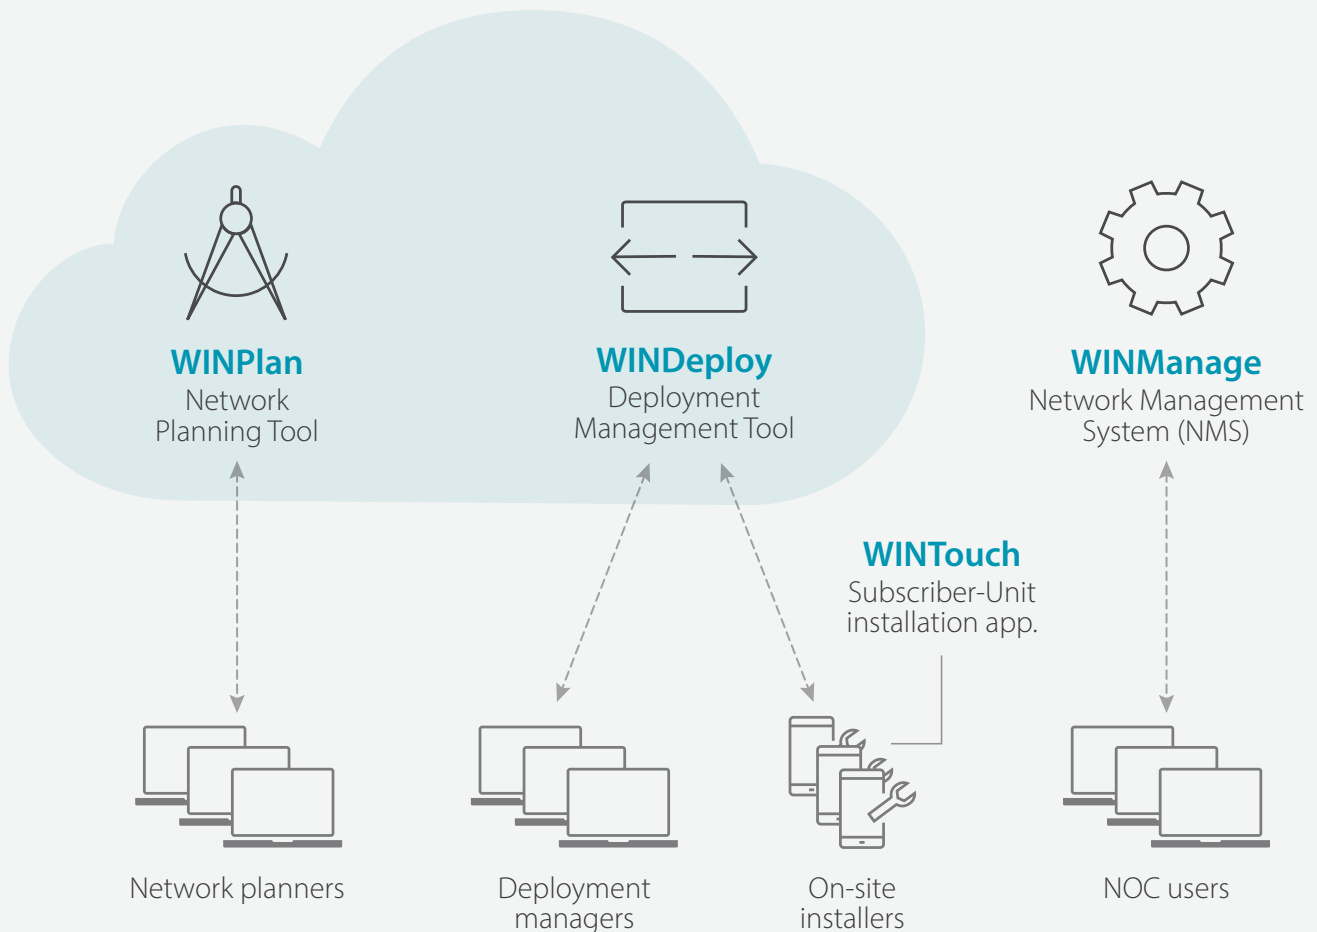 WINPlan
Network
Planning Tool
WINDeploy
Deployment
Management Tool
WINManage
Network Management
System (NMS)
WINTouch
Subscriber-Unit
installation app.
Network planners
Deployment
managers
On-site
installers
NOC users